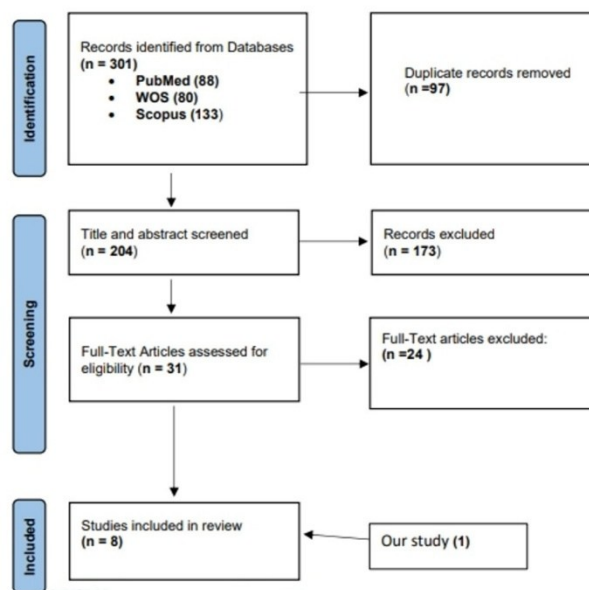 Identification
Records identified from Databases
(n = 301)
• PubMed (88)
• WOS (80)
• Scopus (133)
Duplicate records removed
(n =97)
Screening
Title and abstract screened
(n = 204)
Records excluded
(n = 173)
Full-Text Articles assessed for
eligibility (n = 31)
Full-Text articles excluded:
(n =24 )
Included
Studies included in review
(n = 8)
Our study (1)